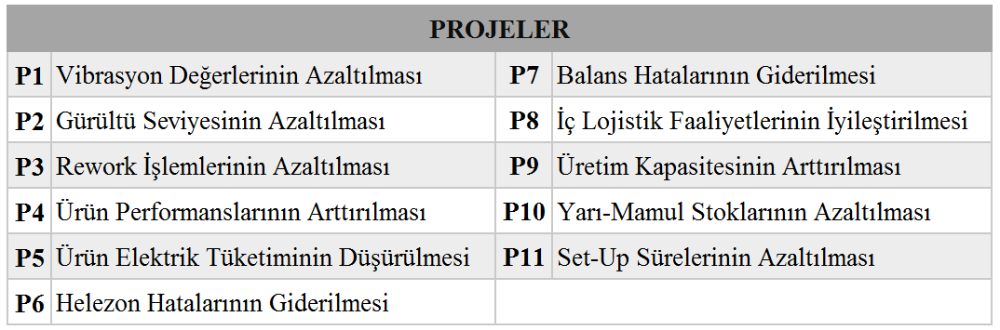 PROJELER
P1 Vibrasyon Değerlerinin Azaltılması P7 Balans Hatalarının Giderilmesi
P2 Gürültü Seviyesinin Azaltılması P8 İç Lojistik Faaliyetlerinin İyileştirilmesi
P3 Rework İşlemlerinin Azaltılması P9 Üretim Kapasitesinin Arttırılması
P4 Ürün Performanslarının Arttırılması P10 Yarı-Mamul Stoklarının Azaltılması
P5 Ürün Elektrik Tüketiminin Düşürülmesi P11 Set-Up Sürelerinin Azaltılması
P6 Helezon Hatalarının Giderilmesi